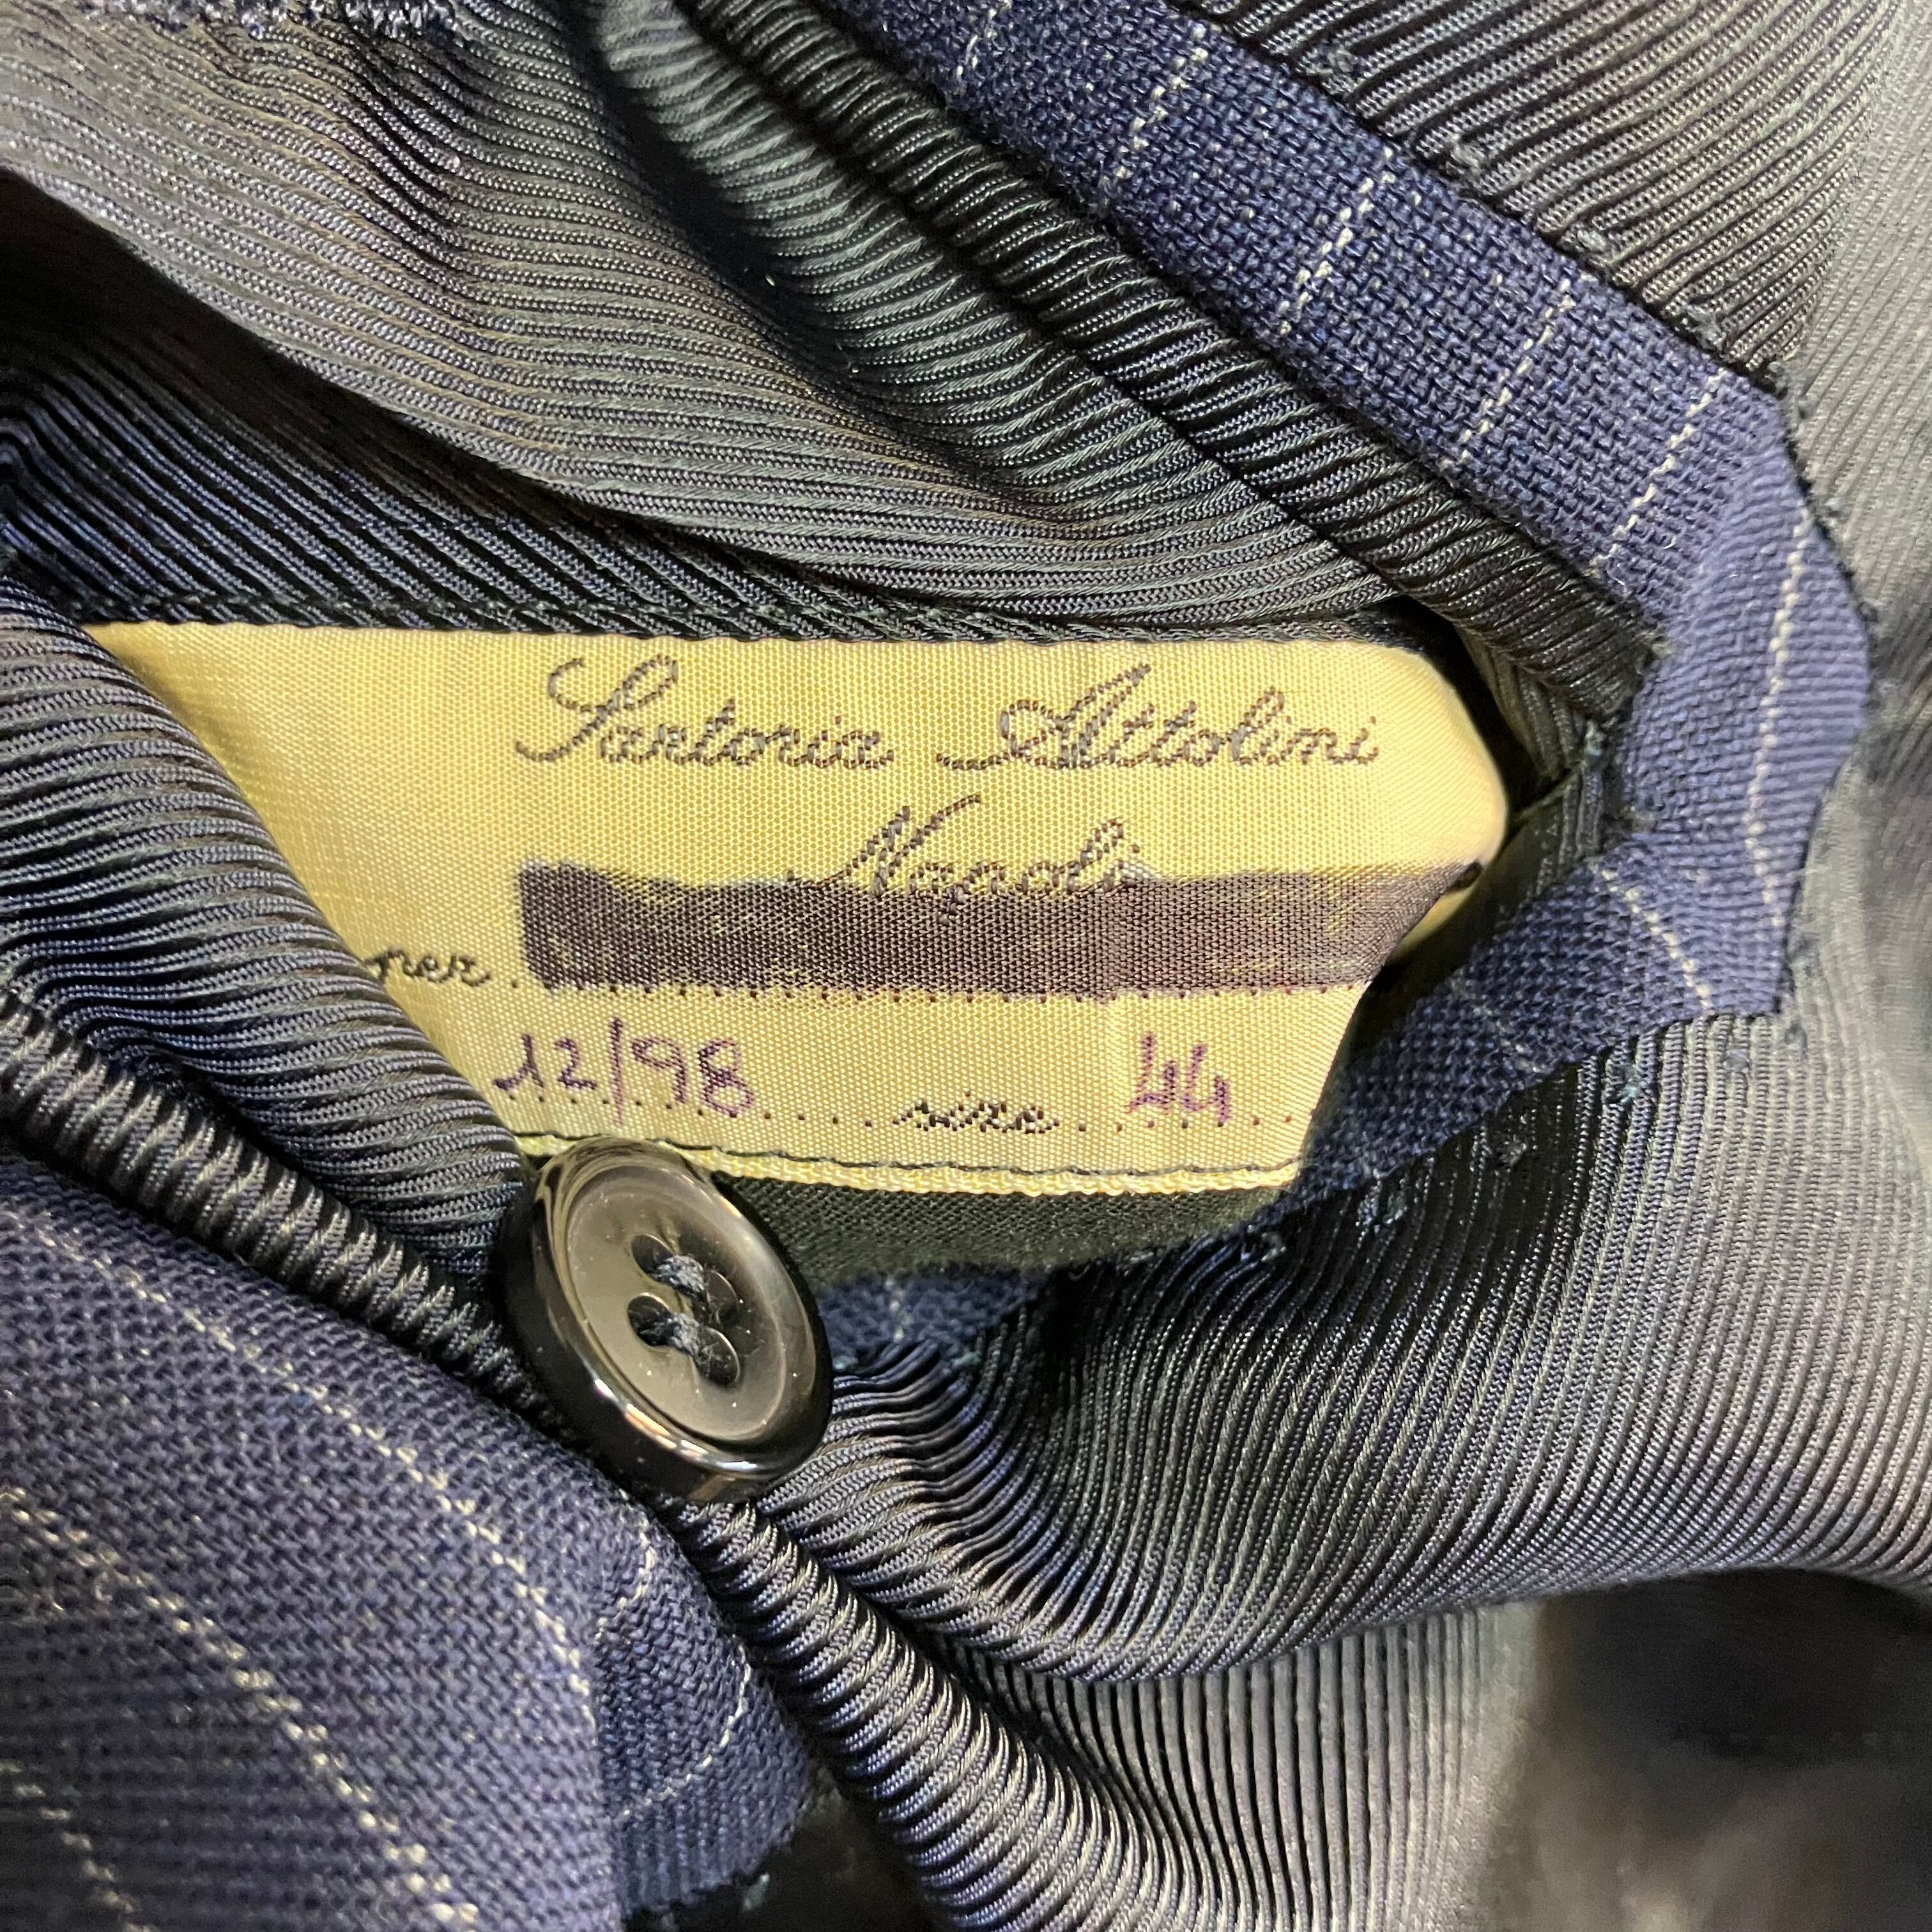 Sartoria Attolini
Napoli
per
12/98 size 44